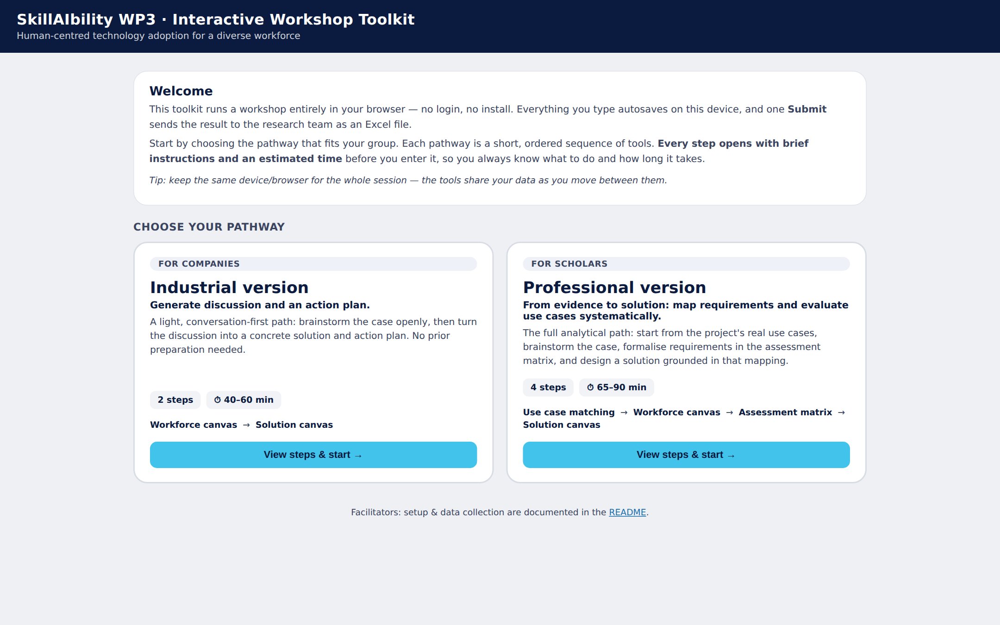 SkillAIbility WP3 · Interactive Workshop Toolkit
Human-centred technology adoption for a diverse workforce
Welcome
This toolkit runs a workshop entirely in your browser — no login, no install. Everything you type autosaves on this device, and one Submit
sends the result to the research team as an Excel file.
Start by choosing the pathway that fits your group. Each pathway is a short, ordered sequence of tools. Every step opens with brief
instructions and an estimated time before you enter it, so you always know what to do and how long it takes.
Tip: keep the same device/browser for the whole session — the tools share your data as you move between them.
CHOOSE YOUR PATHWAY
FOR COMPANIES
Industrial version
Generate discussion and an action plan.
A light, conversation-first path: brainstorm the case openly, then turn
the discussion into a concrete solution and action plan. No prior
preparation needed.
2 steps
⏱ 40–60 min
Workforce canvas → Solution canvas
View steps & start →
FOR SCHOLARS
Professional version
From evidence to solution: map requirements and evaluate
use cases systematically.
The full analytical path: start from the project's real use cases,
brainstorm the case, formalise requirements in the assessment
matrix, and design a solution grounded in that mapping.
4 steps
⏱ 65–90 min
Use case matching → Workforce canvas → Assessment matrix →
Solution canvas
View steps & start →
Facilitators: setup & data collection are documented in the README.